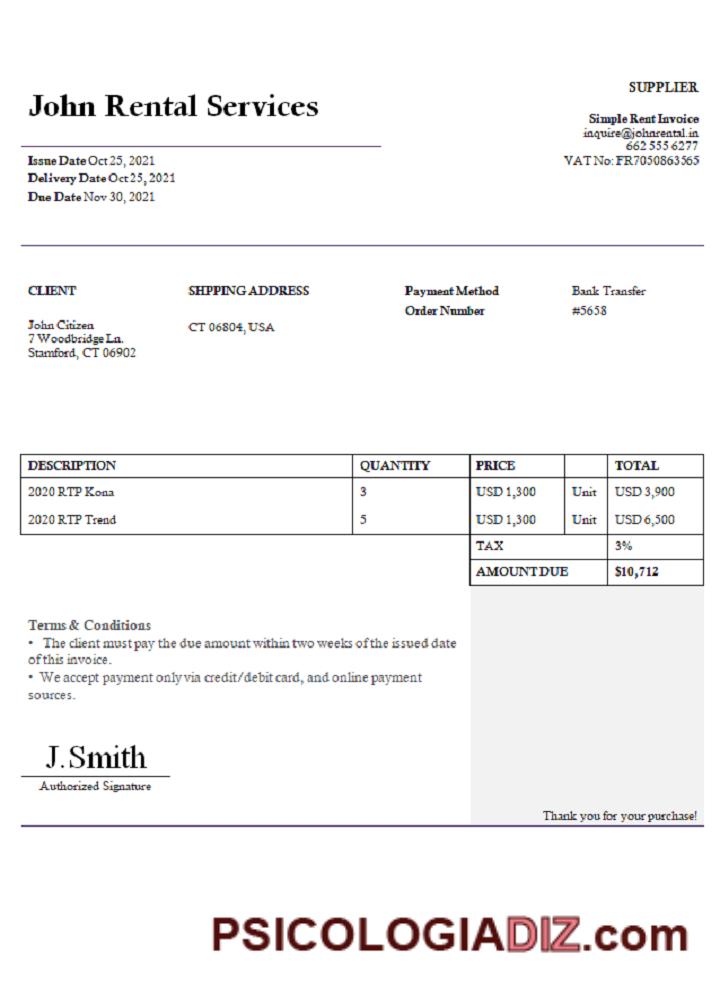 John Rental Services
SUPPLIER
Simple Rent Invoice
inquire@johnrental.in
662 555 6277
VAT No: FR7050863565
Issue Date Oct 25, 2021
Delivery Date Oct 25, 2021
Due Date Nov 30, 2021
CLIENT
John Citizen
7 Woodbridge Ln.
Stamford, CT 06902
SHPPING ADDRESS
CT 06804, USA
Payment Method Bank Transfer
Order Number #5658
DESCRIPTION QUANTITY PRICE TOTAL
2020 RTP Kona 3 USD 1,300 Unit USD 3,900
2020 RTP Trend 5 USD 1,300 Unit USD 6,500
TAX 3%
AMOUNT DUE $10,712
Terms & Conditions
• The client must pay the due amount within two weeks of the issued date
of this invoice.
• We accept payment only via credit/debit card, and online payment
sources.
J. Smith
Authorized Signature
Thank you for your purchase!
PSICOLOGIADIZ.com